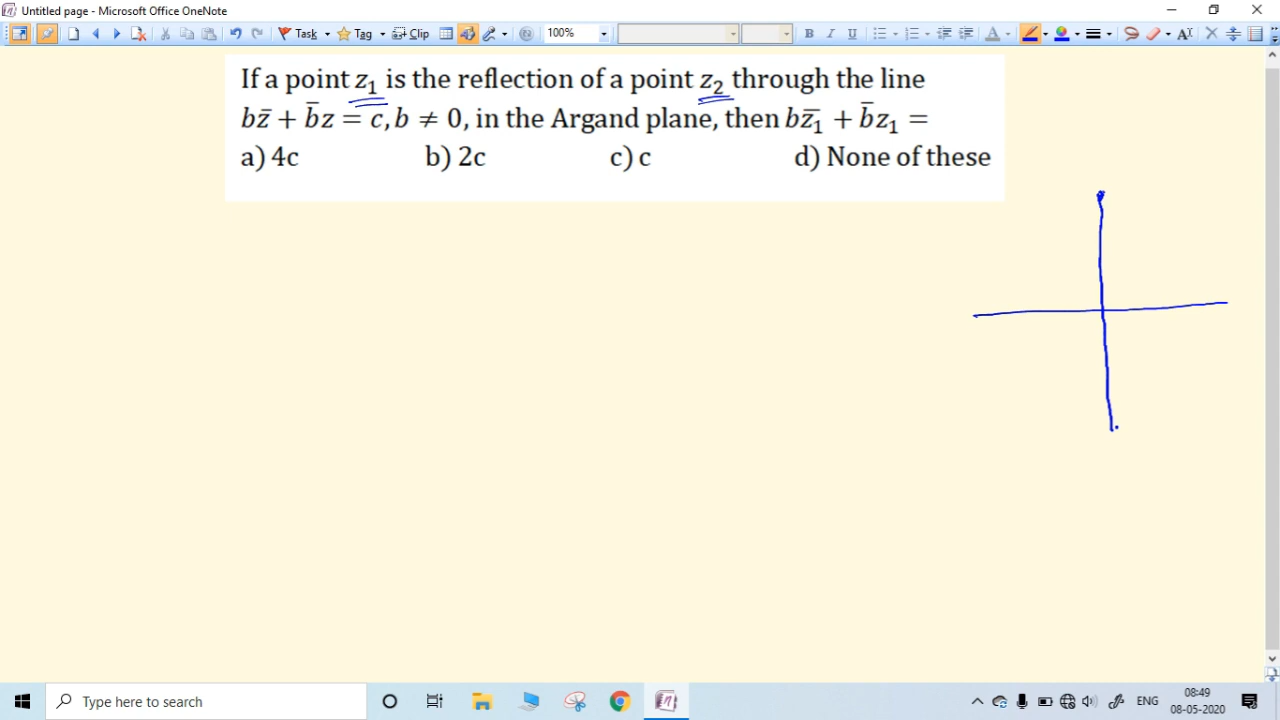 Untitled page - Microsoft Office OneNote
Task Tag Clip 100% B I U A
If a point z₁ is the reflection of a point z₂ through the line
bz̄ + b̄z = c, b ≠ 0, in the Argand plane, then bz̄₁ + b̄z₁ =
a) 4c b) 2c c) c d) None of these
Type here to search
ENG
08:49
08-05-2020